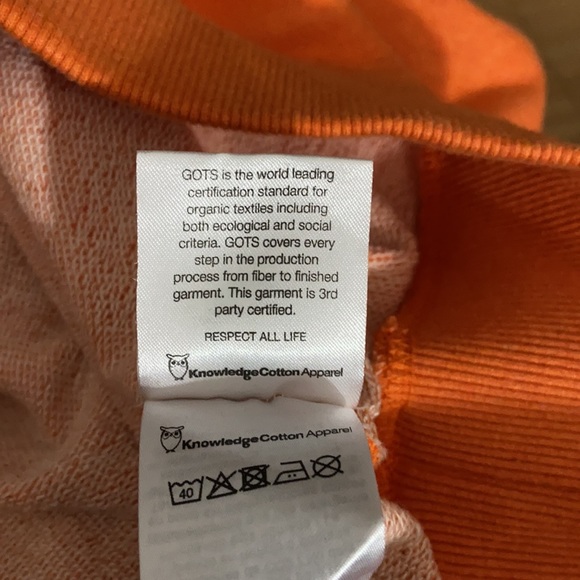 GOTS is the world leading
certification standard for
organic textiles including
both ecological and social
criteria. GOTS covers every
step in the production
process from fiber to finished
garment. This garment is 3rd
party certified.
RESPECT ALL LIFE
KnowledgeCottonApparel
KnowledgeCotton Apparel
40